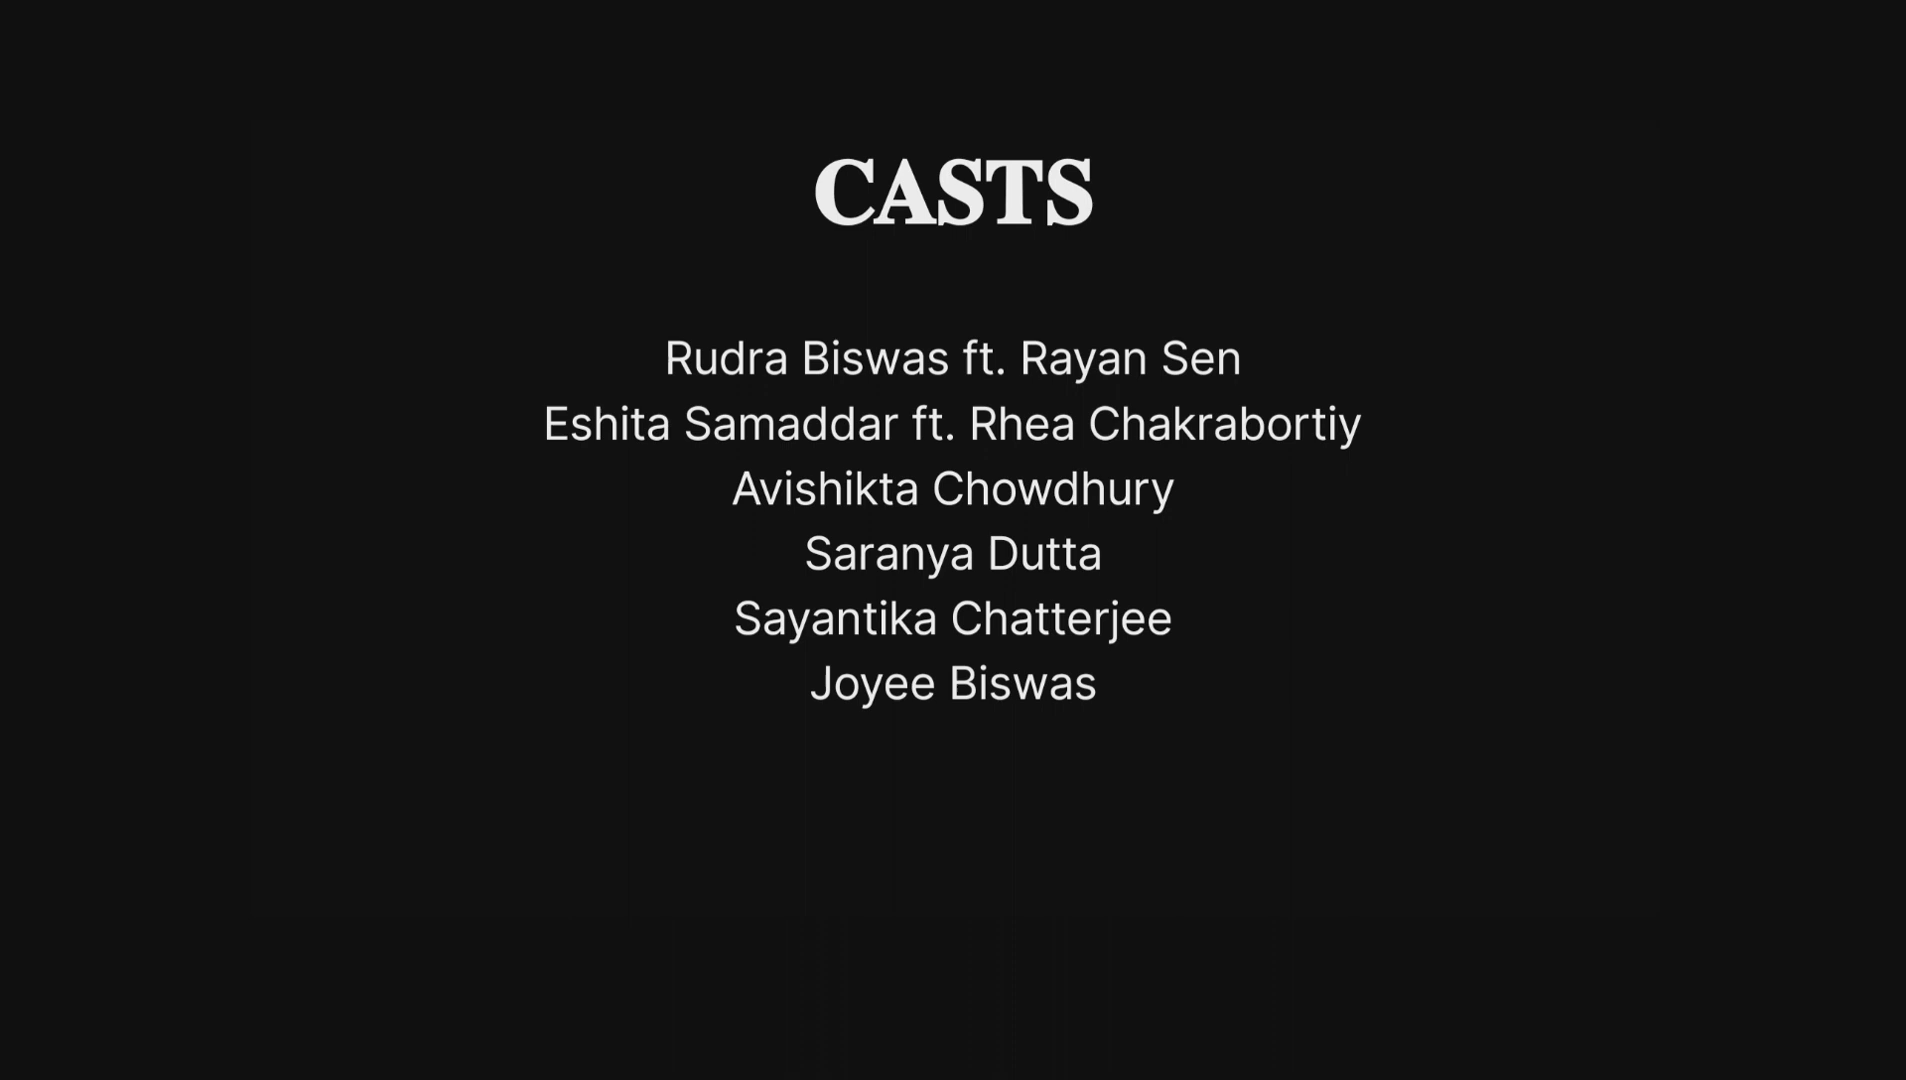 CASTS
Rudra Biswas ft. Rayan Sen
Eshita Samaddar ft. Rhea Chakrabortiy
Avishikta Chowdhury
Saranya Dutta
Sayantika Chatterjee
Joyee Biswas